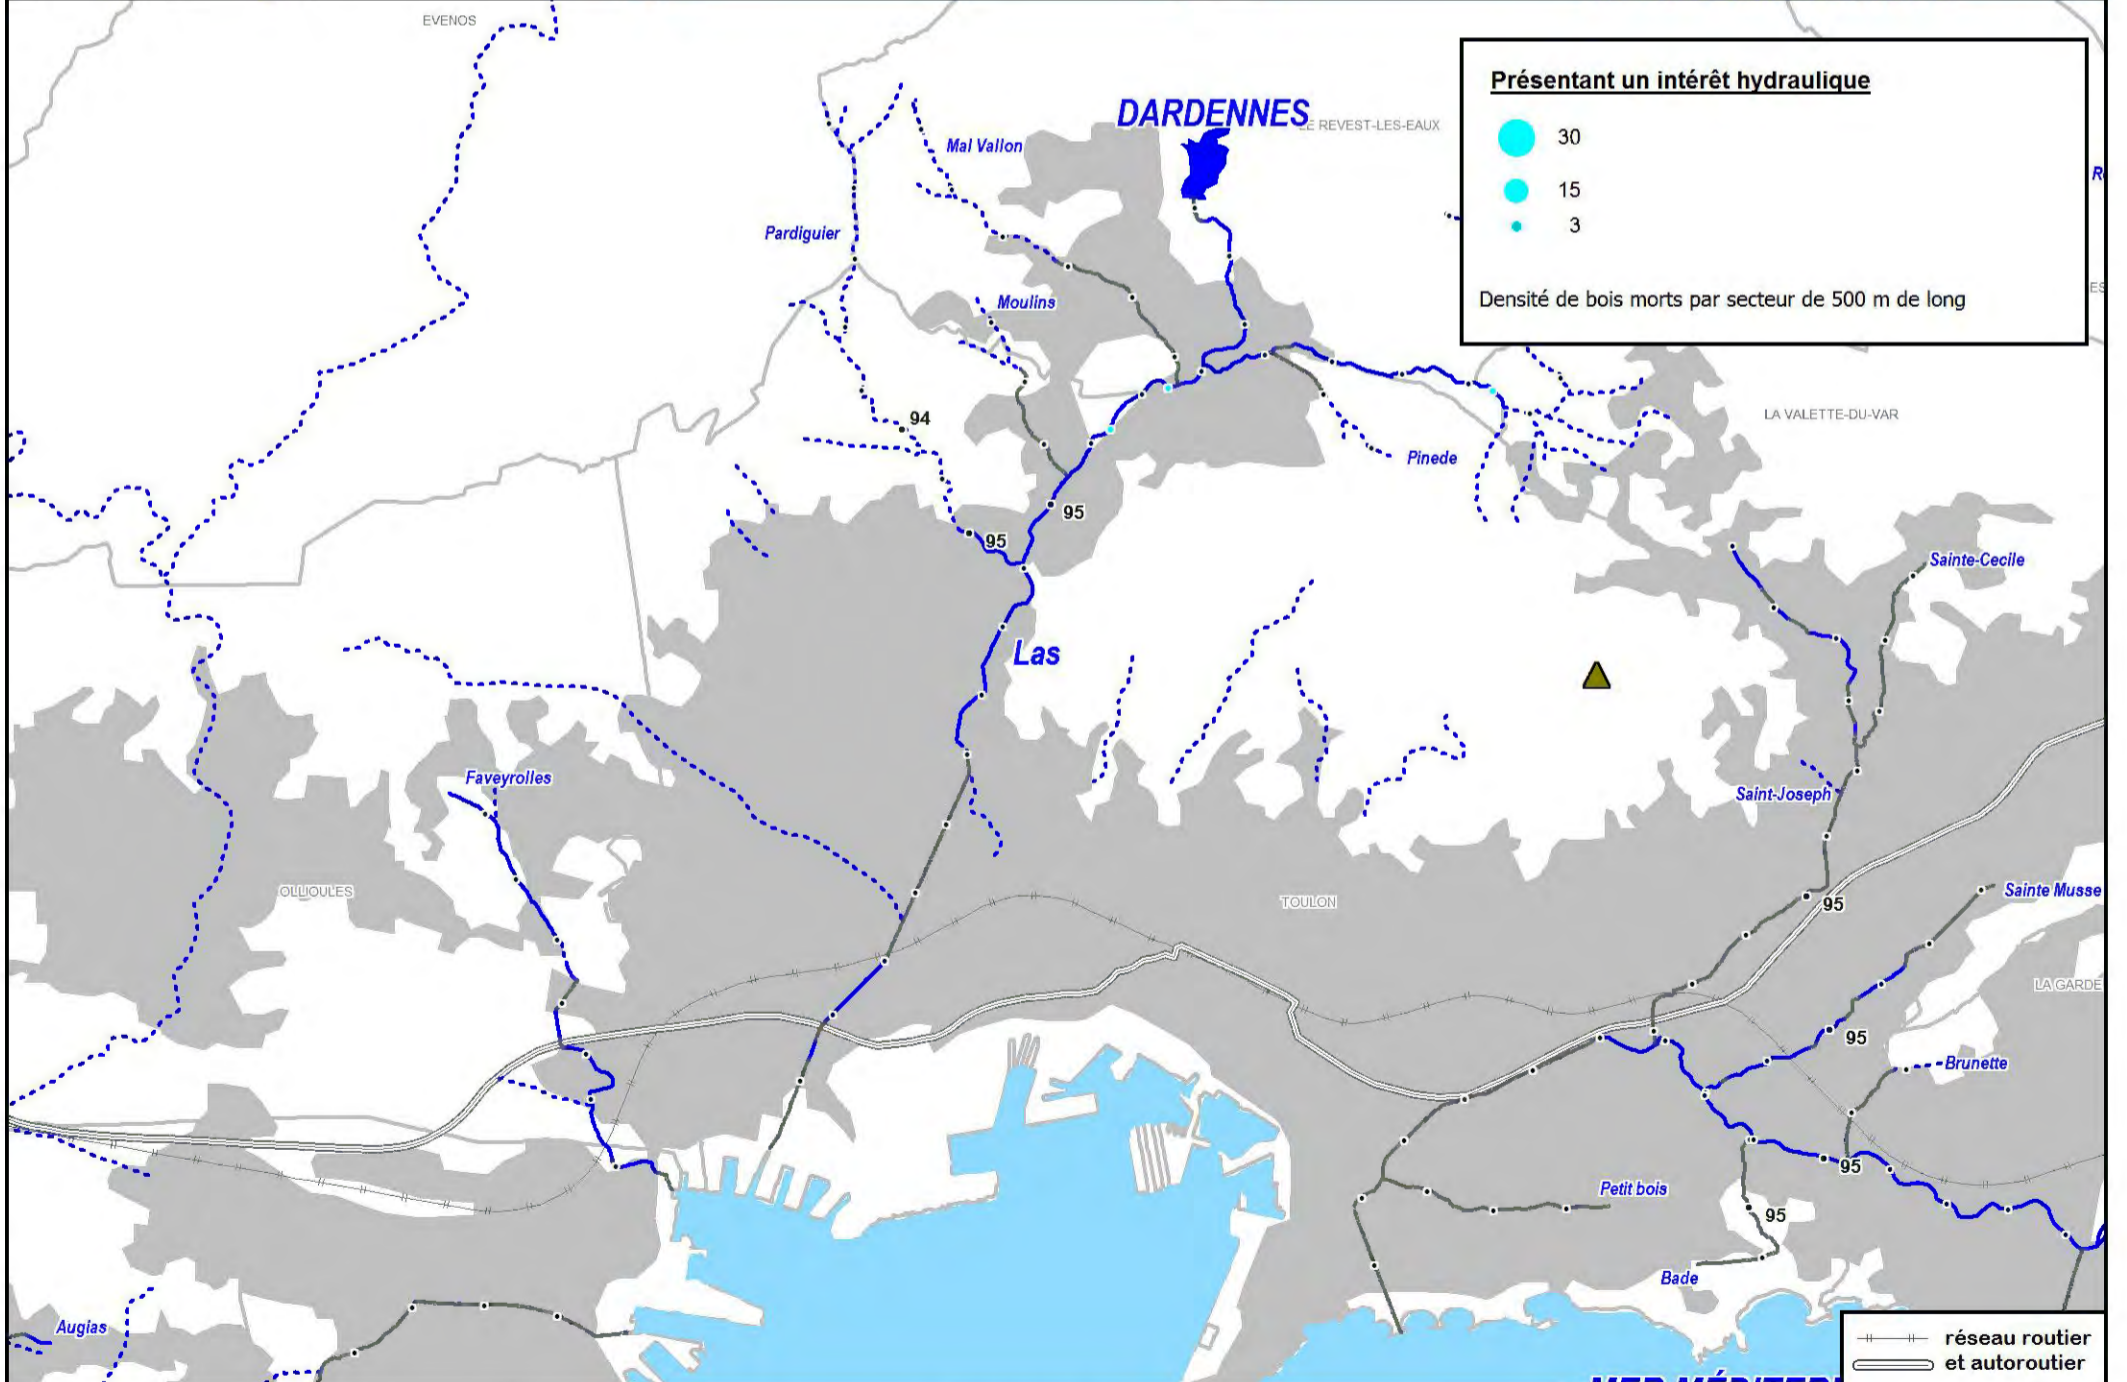 EVENOS
DARDENNES
LE REVEST-LES-EAUX
Présentant un intérêt hydraulique
30
15
3
Densité de bois morts par secteur de 500 m de long
Mal Vallon
Pardiguier
Moulins
94
LA VALETTE-DU-VAR
Pinede
95
95
Sainte-Cecile
Las
Faveyrolles
Saint-Joseph
OLLIOULES
TOULON
95
Sainte Musse
LA GARDE
95
Brunette
95
Petit bois
95
Bade
Augias
réseau routier
et autoroutier